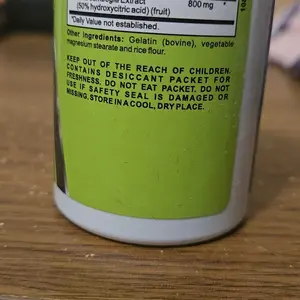 Extract 800 mg *
(50% hydroxycitric acid) (fruit)
*Daily Value not established.
Other Ingredients: Gelatin (bovine), vegetable
magnesium stearate and rice flour.
KEEP OUT OF THE REACH OF CHILDREN.
CONTAINS DESICCANT PACKET FOR
FRESHNESS. DO NOT EAT PACKET. DO NOT
USE IF SAFETY SEAL IS DAMAGED OR
MISSING. STORE IN A COOL, DRY PLACE.